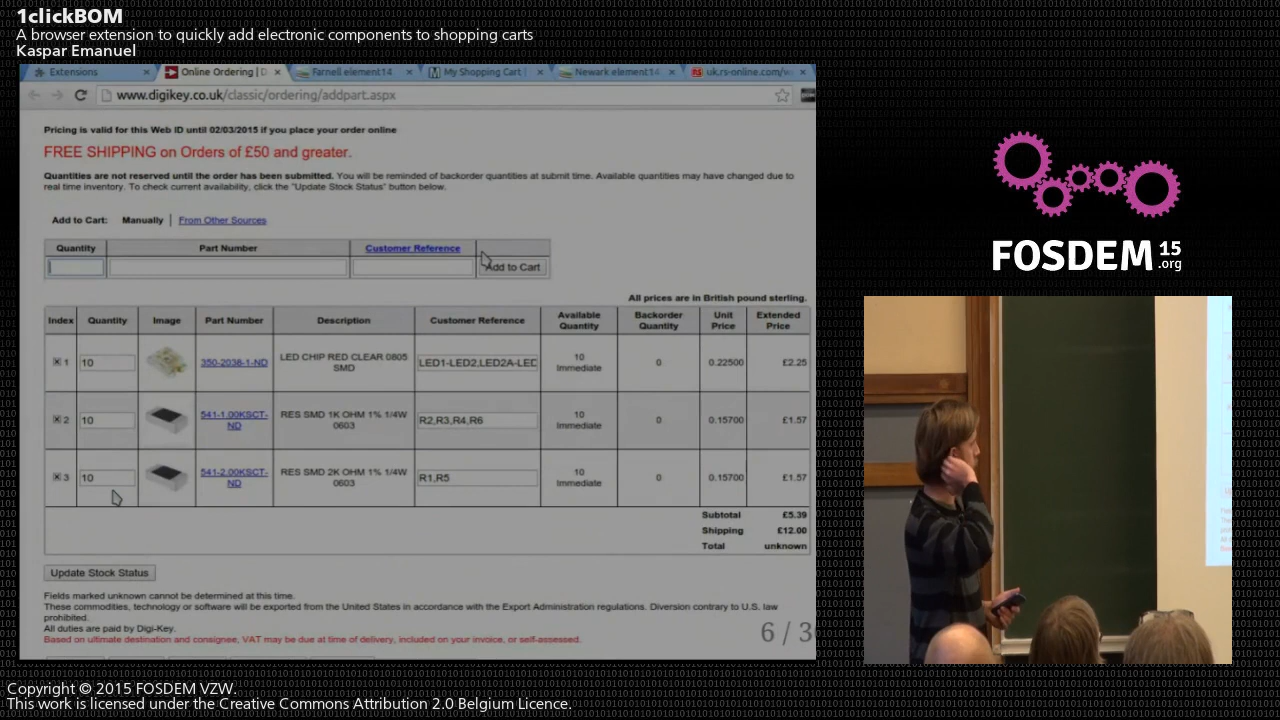 1clickBOM
A browser extension to quickly add electronic components to shopping carts
Kaspar Emanuel
Extensions × Online Ordering | D × Farnell element14 × My Shopping Cart | × Newark element14 × uk.rs-online.com/w ×
www.digikey.co.uk/classic/ordering/addpart.aspx
Pricing is valid for this Web ID until 02/03/2015 if you place your order online
FREE SHIPPING on Orders of £50 and greater.
Quantities are not reserved until the order has been submitted. You will be reminded of backorder quantities at submit time. Available quantities may have changed due to
real time inventory. To check current availability, click the "Update Stock Status" button below.
Add to Cart: Manually | From Other Sources
Quantity Part Number Customer Reference
Add to Cart
All prices are in British pound sterling.
Index Quantity Image Part Number Description Customer Reference Available Quantity Backorder Quantity Unit Price Extended Price
1 10 350-2038-1-ND LED CHIP RED CLEAR 0805 SMD LED1-LED2,LED2A-LED 10 Immediate 0 0.22500 £2.25
2 10 541-1.00KSCT-ND RES SMD 1K OHM 1% 1/4W 0603 R2,R3,R4,R6 10 Immediate 0 0.15700 £1.57
3 10 541-2.00KSCT-ND RES SMD 2K OHM 1% 1/4W 0603 R1,R5 10 Immediate 0 0.15700 £1.57
Subtotal £5.39
Shipping £12.00
Total unknown
Update Stock Status
Fields marked unknown cannot be determined at this time.
These commodities, technology or software will be exported from the United States in accordance with the Export Administration regulations. Diversion contrary to U.S. law
prohibited.
All duties are paid by Digi-Key.
Based on ultimate destination and consignee, VAT may be due at time of delivery, included on your invoice, or self-assessed.
6 / 3
FOSDEM 15
.org
Copyright © 2015 FOSDEM VZW.
This work is licensed under the Creative Commons Attribution 2.0 Belgium Licence.